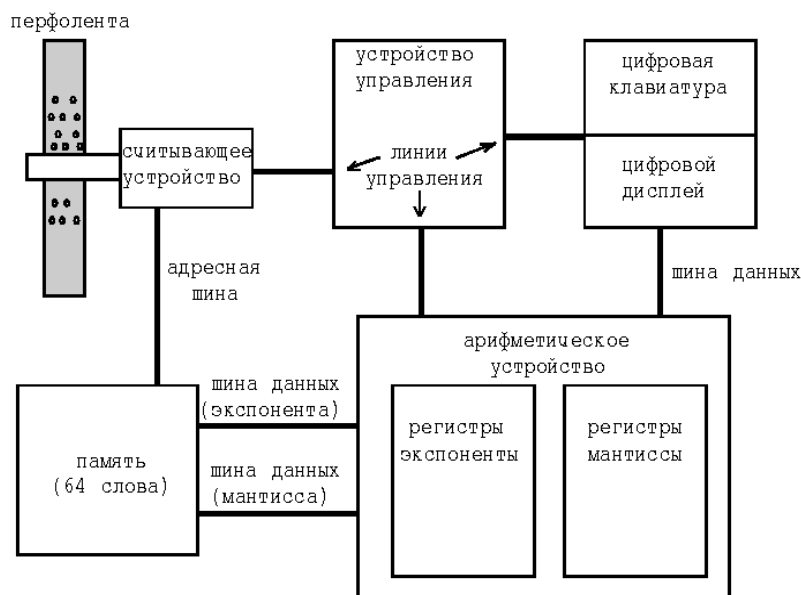 перфолента
считывающее
устройство
устройство
управления
линии
управления
цифровая
клавиатура
цифровой
дисплей
адресная
шина
шина данных
арифметическое
устройство
шина данных
(экспонента)
регистры
экспоненты
регистры
мантиссы
память
(64 слова)
шина данных
(мантисса)